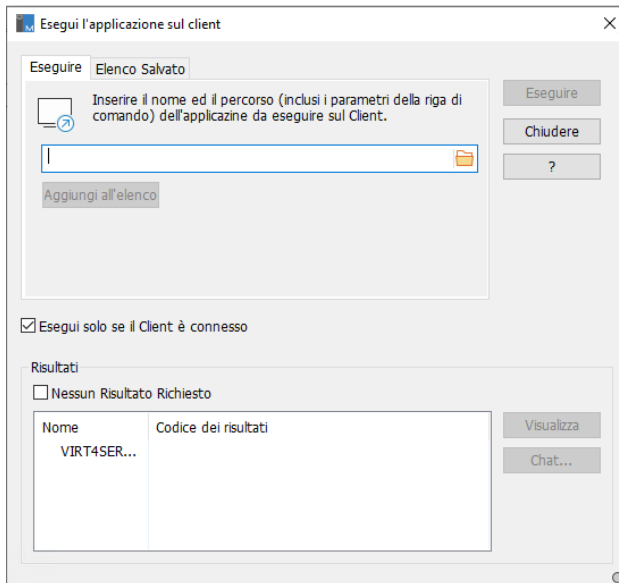 Esegui l'applicazione sul client
Eseguire
Elenco Salvato
Inserire il nome ed il percorso (inclusi i parametri della riga di
comando) dell'applicazine da eseguire sul Client.
Aggiungi all'elenco
Eseguire
Chiudere
?
Esegui solo se il Client è connesso
Risultati
Nessun Risultato Richiesto
Nome
Codice dei risultati
VIRT4SER...
Visualizza
Chat...